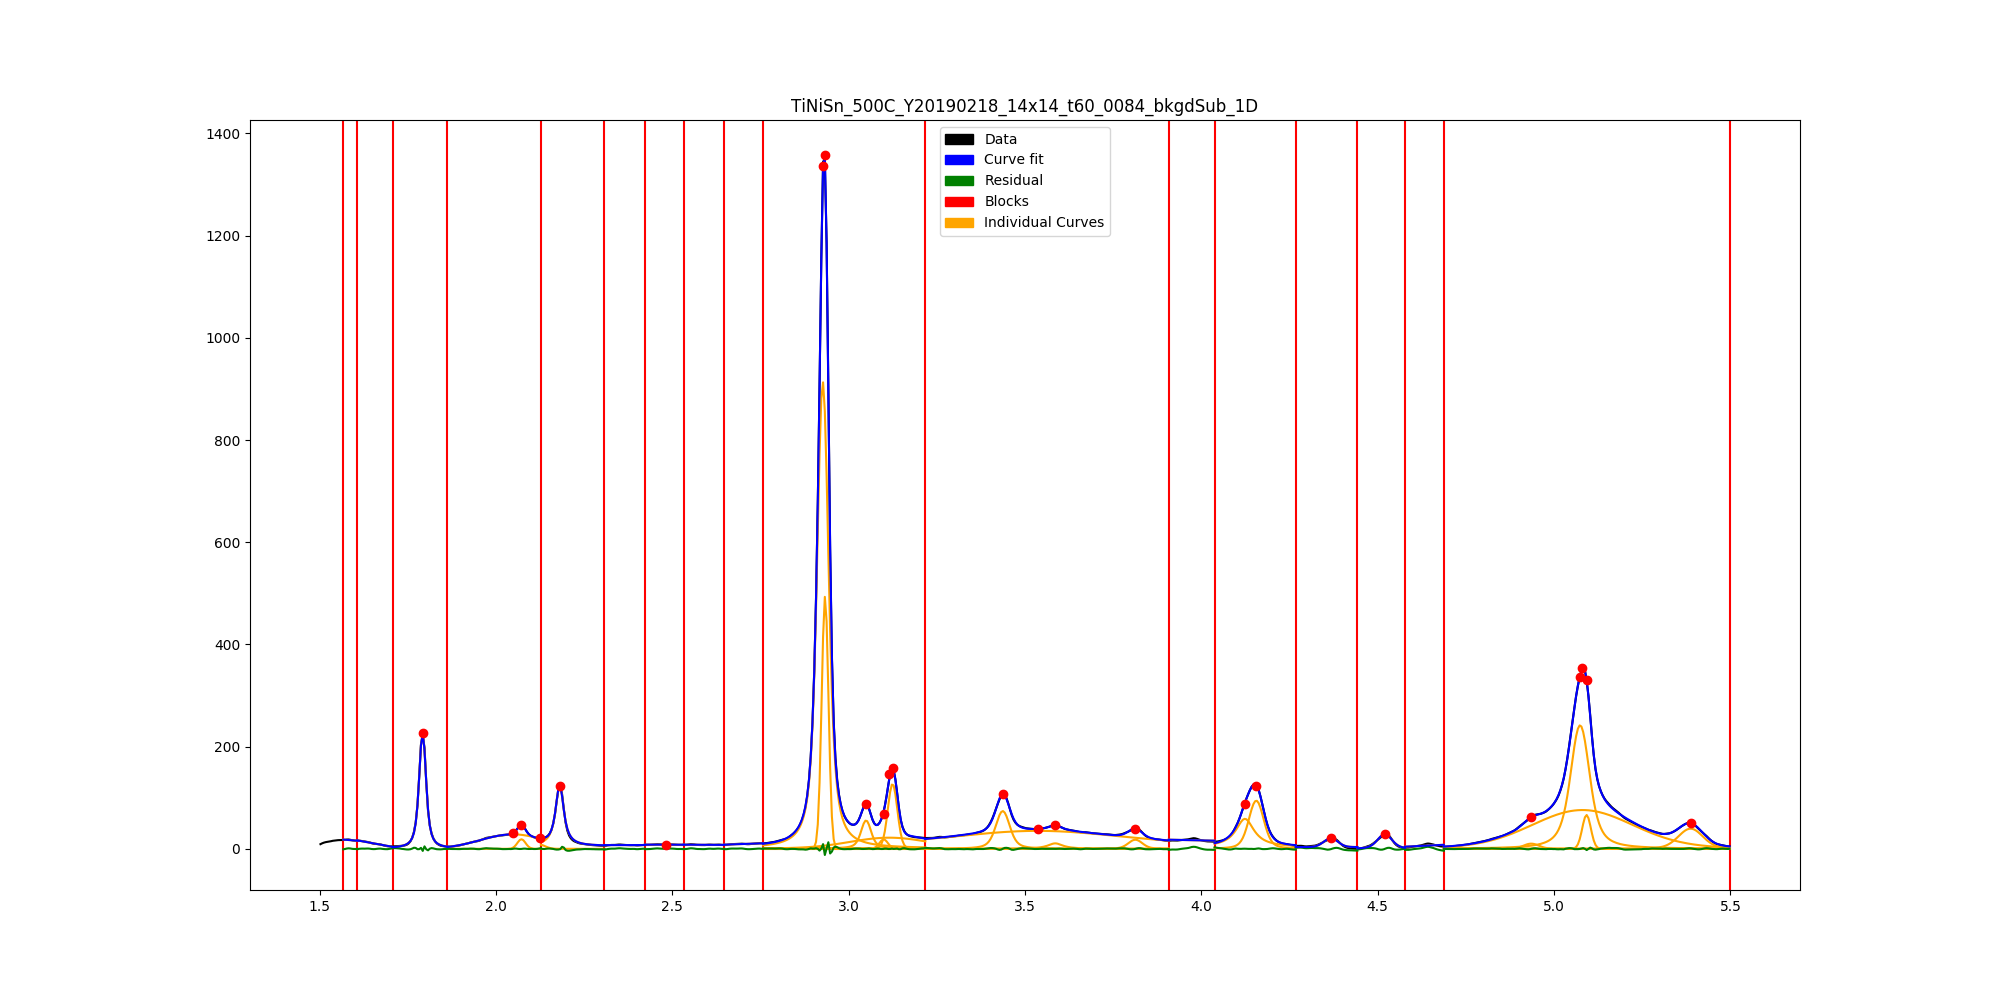 TiNiSn_500C_Y20190218_14x14_t60_0084_bkgdSub_1D
1400
1200
1000
800
600
400
200
0
Data
Curve fit
Residual
Blocks
Individual Curves
1.5 2.0 2.5 3.0 3.5 4.0 4.5 5.0 5.5